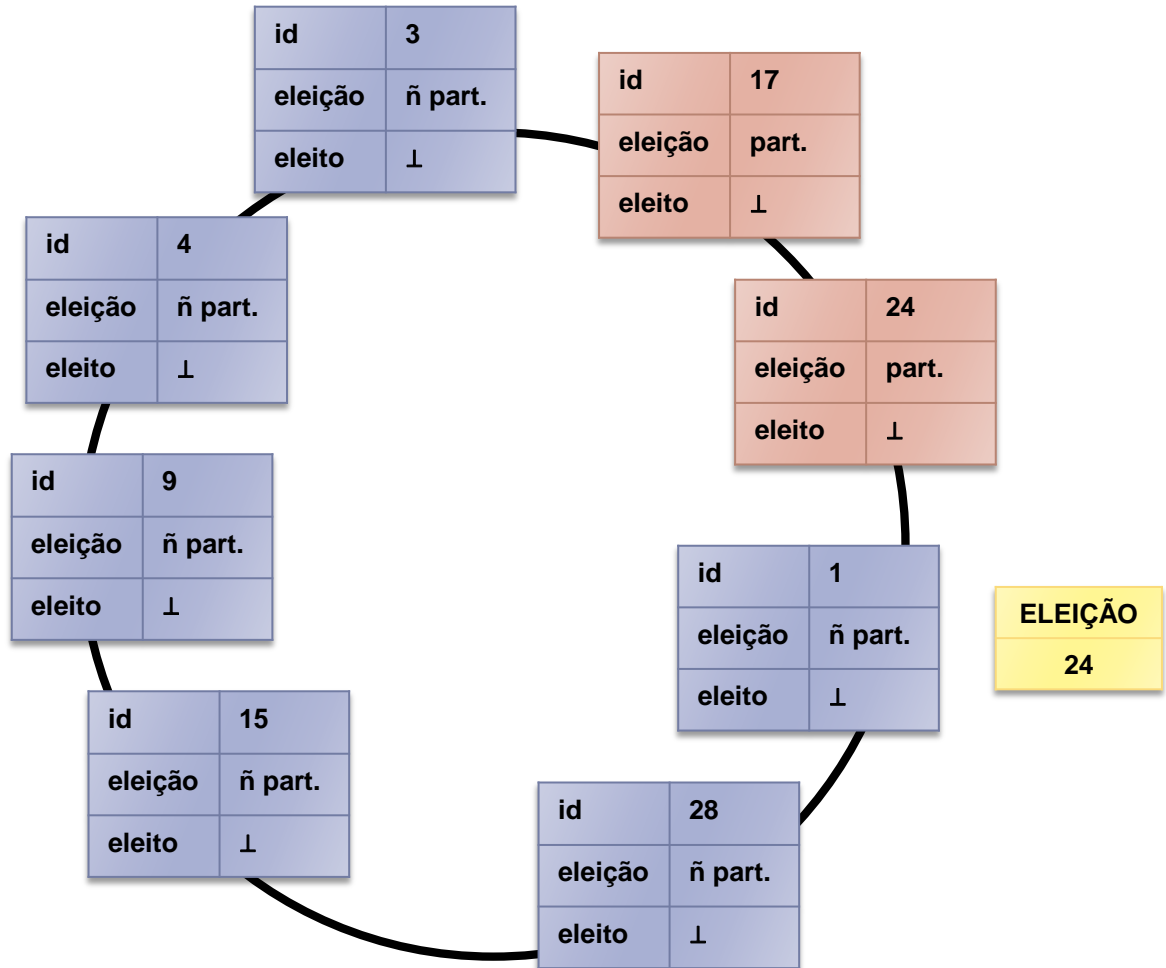 id 3
eleição ñ part.
eleito ⊥
id 17
eleição part.
eleito ⊥
id 4
eleição ñ part.
eleito ⊥
id 24
eleição part.
eleito ⊥
id 9
eleição ñ part.
eleito ⊥
id 1
eleição ñ part.
eleito ⊥
ELEIÇÃO
24
id 15
eleição ñ part.
eleito ⊥
id 28
eleição ñ part.
eleito ⊥